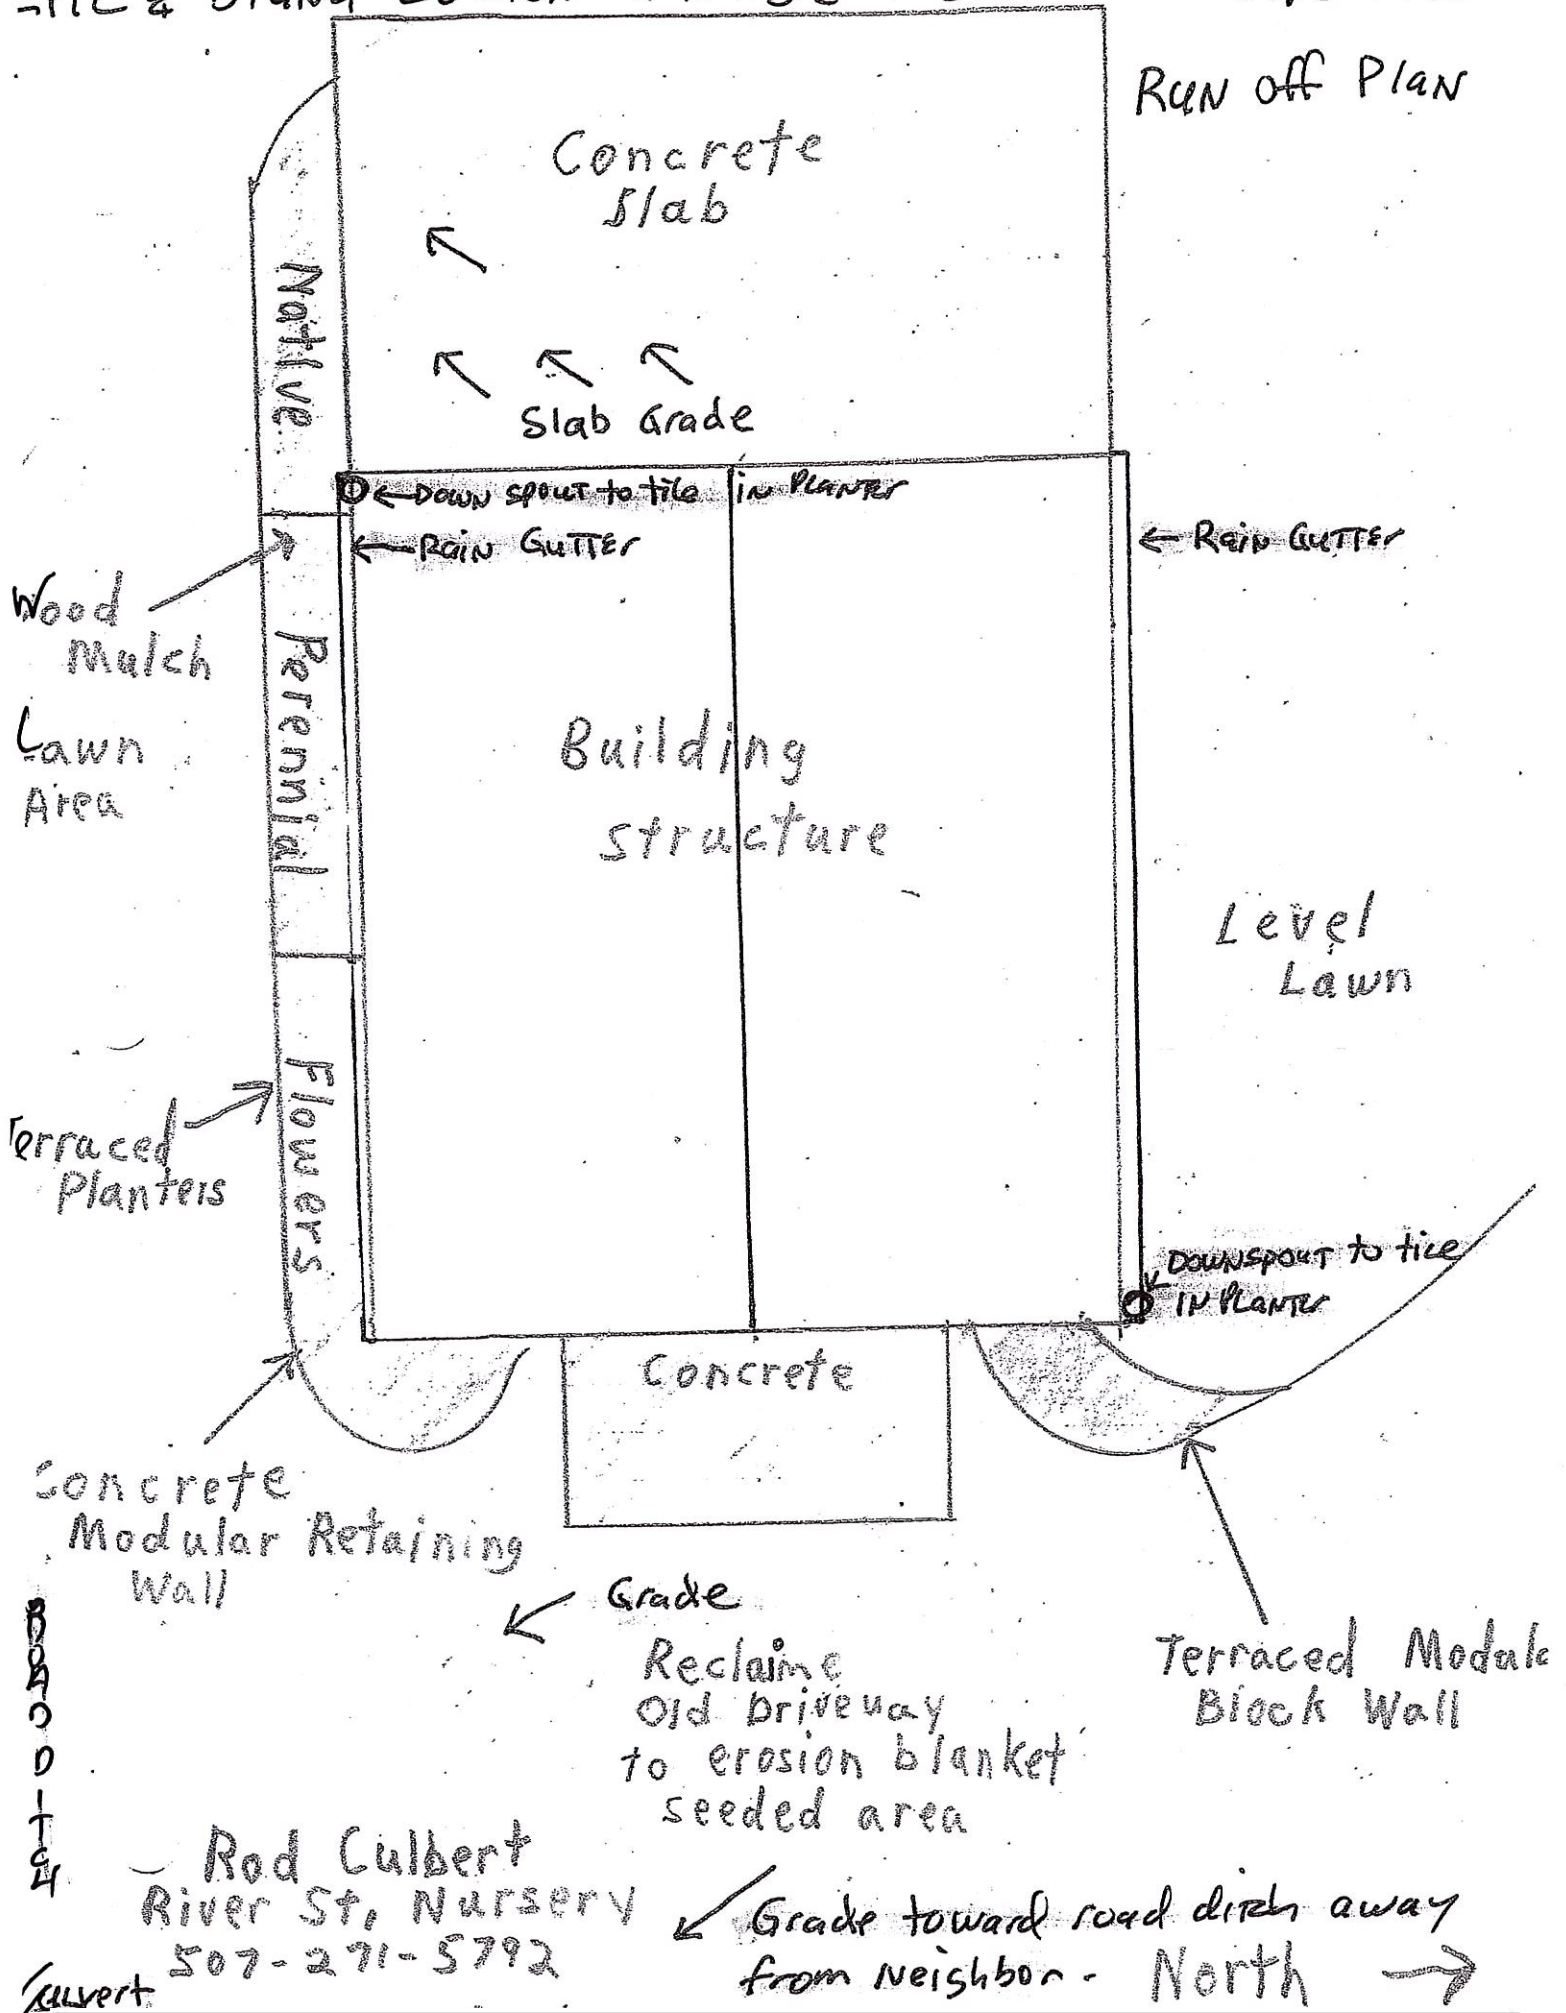 RUN off PLAN
Concrete
Slab
Native
Slab Grade
DOWN SPOUT to tile IN PLANTER
RAIN GUTTER
RAIN GUTTER
Wood
Mulch
Perennial
Lawn
Area
Building
structure
Level
Lawn
Flowers
Terraced
Planters
DOWNSPOUT to tile
IN PLANTER
Concrete
Concrete
Modular Retaining
Wall
Grade
Reclaime
Old Driveway
to erosion blanket
seeded area
Terraced Module
Block Wall
ROAD DITCH
Rod Culbert
River St, Nursery
507-271-5792
Grade toward road ditch away
from Neighbor.
North
Culvert